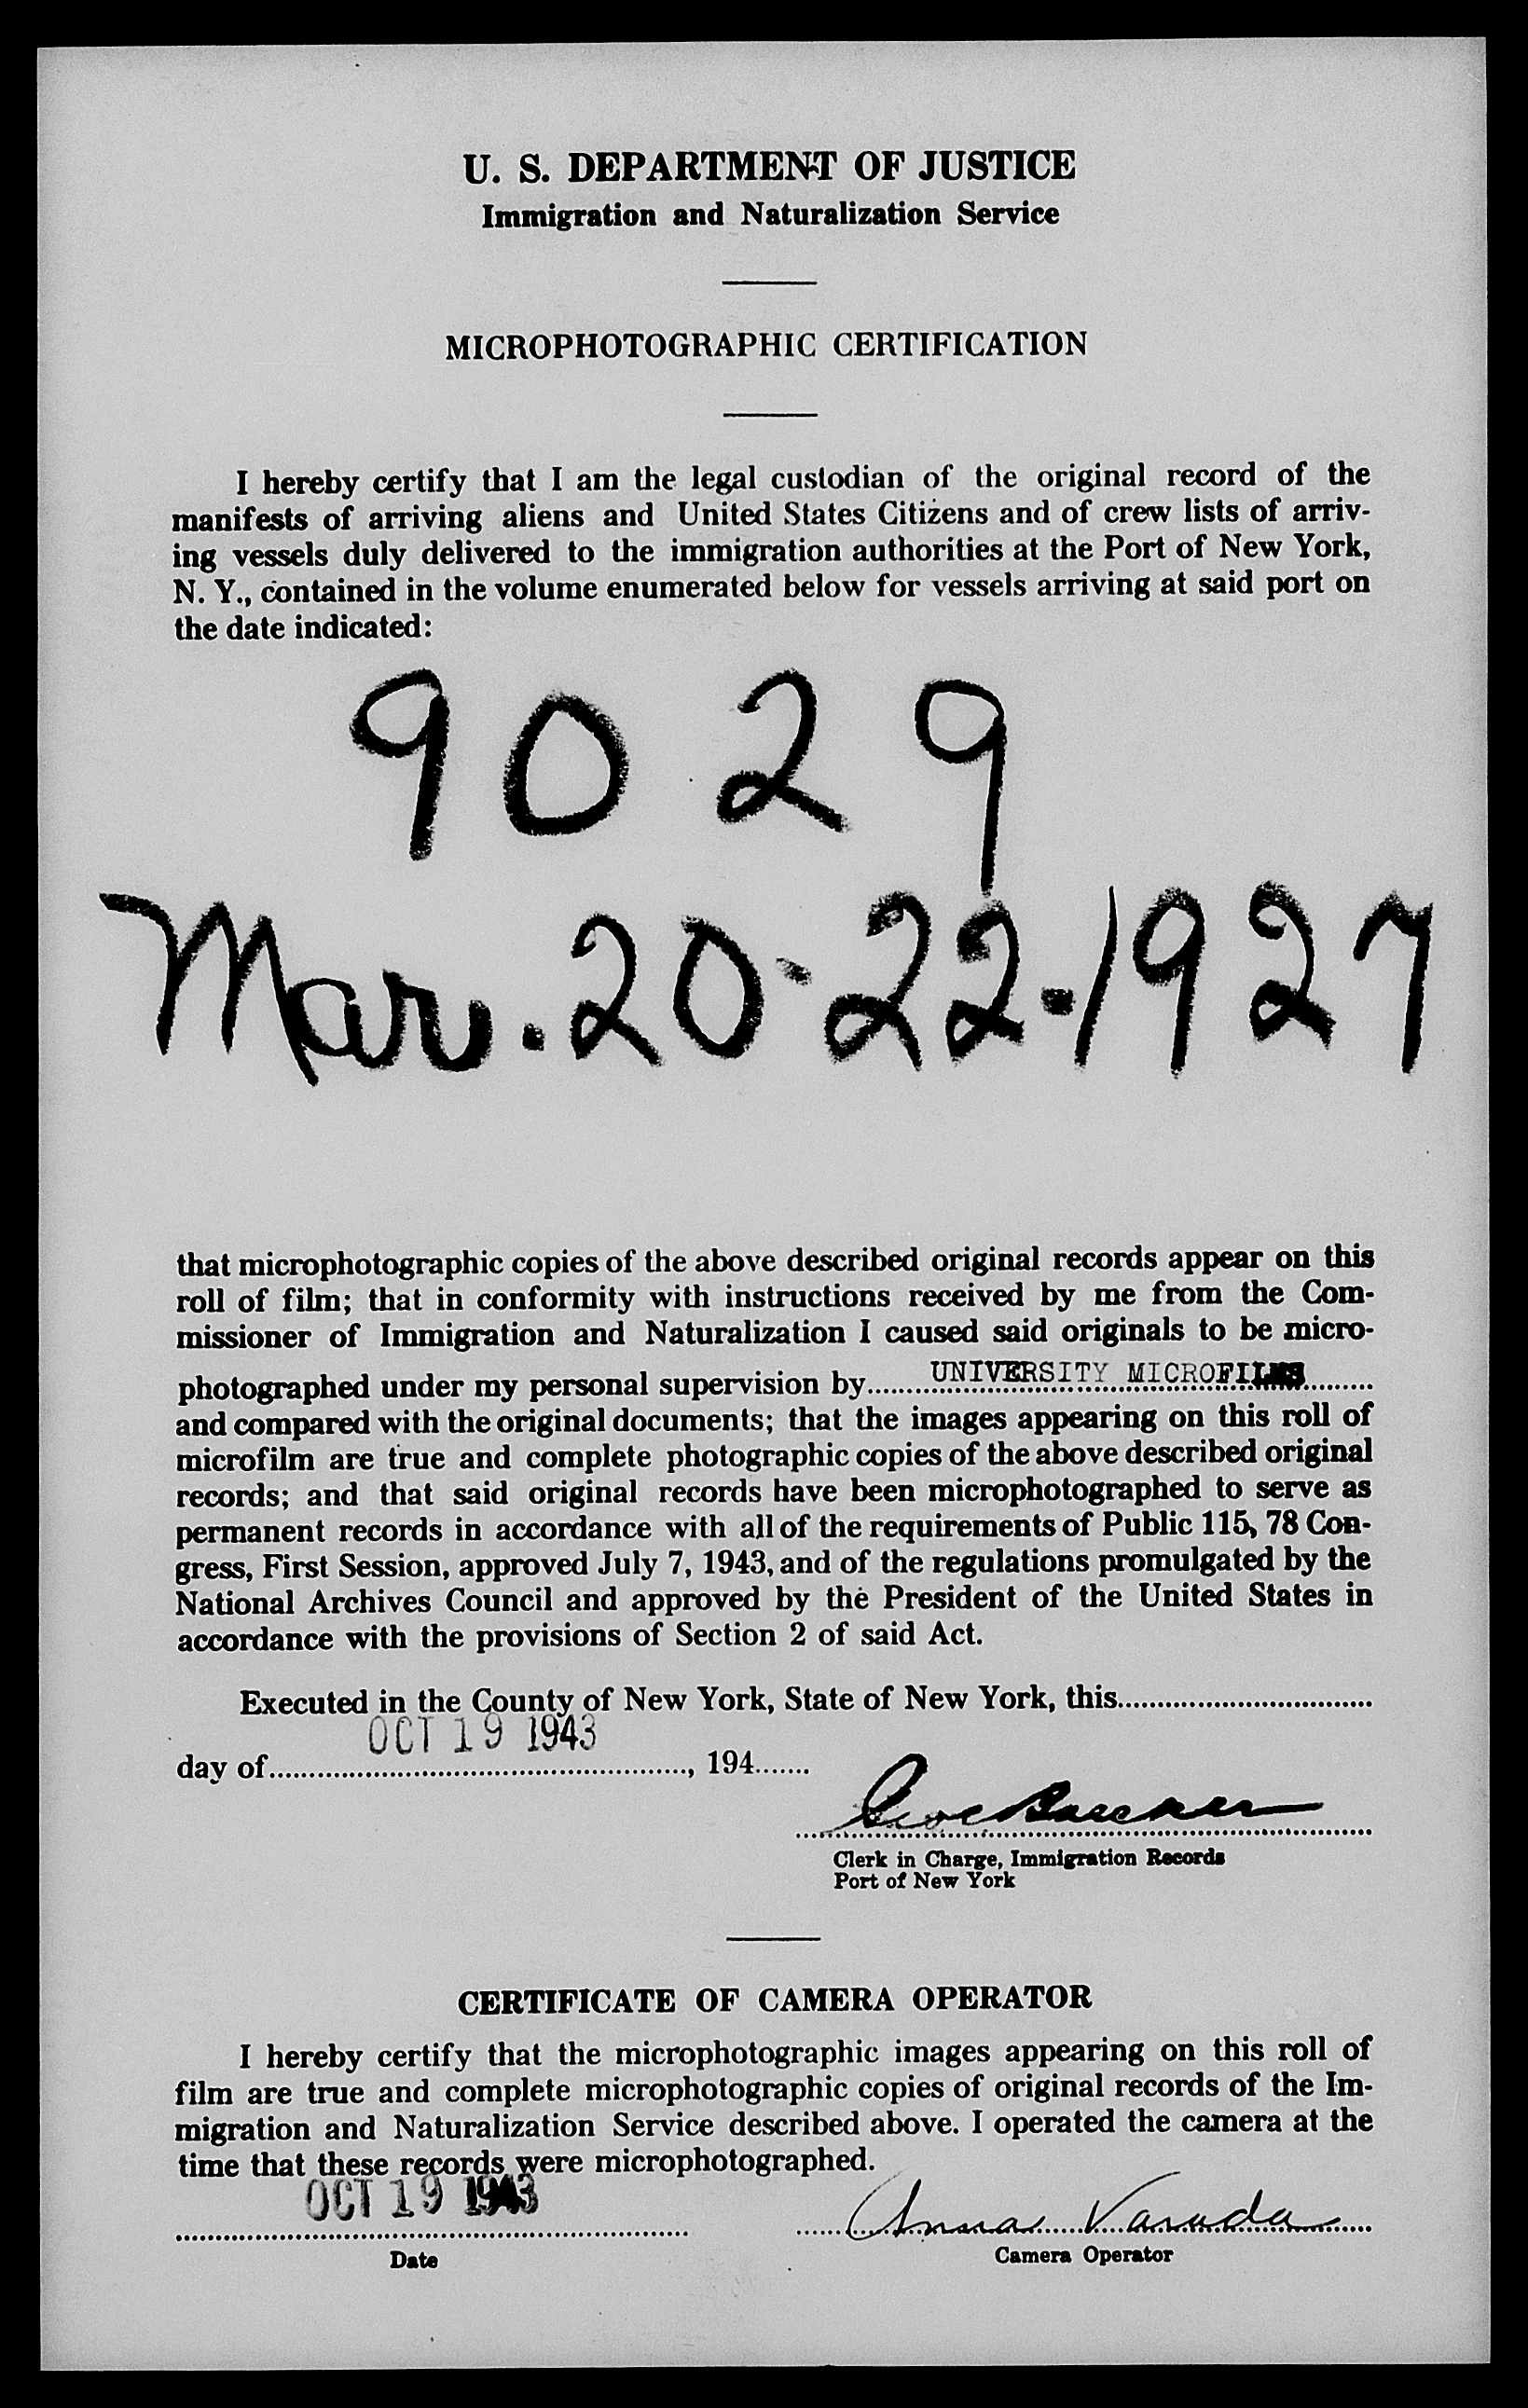 U. S. DEPARTMENT OF JUSTICE
Immigration and Naturalization Service
MICROPHOTOGRAPHIC CERTIFICATION
I hereby certify that I am the legal custodian of the original record of the
manifests of arriving aliens and United States Citizens and of crew lists of arriv-
ing vessels duly delivered to the immigration authorities at the Port of New York,
N. Y., contained in the volume enumerated below for vessels arriving at said port on
the date indicated:
9029
Mar. 20-22-1927
that microphotographic copies of the above described original records appear on this
roll of film; that in conformity with instructions received by me from the Com-
missioner of Immigration and Naturalization I caused said originals to be micro-
photographed under my personal supervision by UNIVERSITY MICROFILMS
and compared with the original documents; that the images appearing on this roll of
microfilm are true and complete photographic copies of the above described original
records; and that said original records have been microphotographed to serve as
permanent records in accordance with all of the requirements of Public 115, 78 Con-
gress, First Session, approved July 7, 1943, and of the regulations promulgated by the
National Archives Council and approved by the President of the United States in
accordance with the provisions of Section 2 of said Act.
Executed in the County of New York, State of New York, this
OCT 19 1943
day of, 194
Clerk in Charge, Immigration Records
Port of New York
CERTIFICATE OF CAMERA OPERATOR
I hereby certify that the microphotographic images appearing on this roll of
film are true and complete microphotographic copies of original records of the Im-
migration and Naturalization Service described above. I operated the camera at the
time that these records were microphotographed.
OCT 19 1943
Anna Varada
Date
Camera Operator